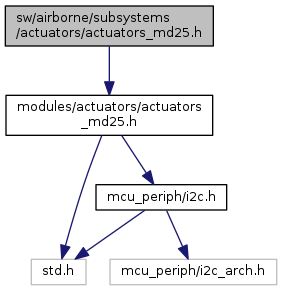 sw/airborne/subsystems
/actuators/actuators_md25.h
modules/actuators/actuators
_md25.h
mcu_periph/i2c.h
std.h
mcu_periph/i2c_arch.h